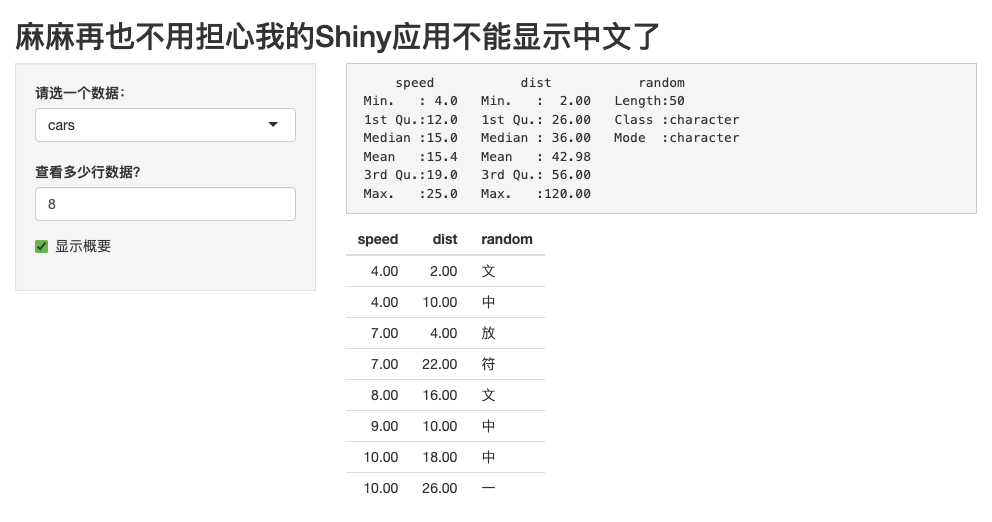 麻麻再也不用担心我的Shiny应用不能显示中文了
请选一个数据：
cars
查看多少行数据?
8
显示概要
speed dist random
Min. : 4.0 Min. : 2.00 Length:50
1st Qu.:12.0 1st Qu.: 26.00 Class :character
Median :15.0 Median : 36.00 Mode :character
Mean :15.4 Mean : 42.98
3rd Qu.:19.0 3rd Qu.: 56.00
Max. :25.0 Max. :120.00
speed dist random
4.00 2.00 文
4.00 10.00 中
7.00 4.00 放
7.00 22.00 符
8.00 16.00 文
9.00 10.00 中
10.00 18.00 中
10.00 26.00 一